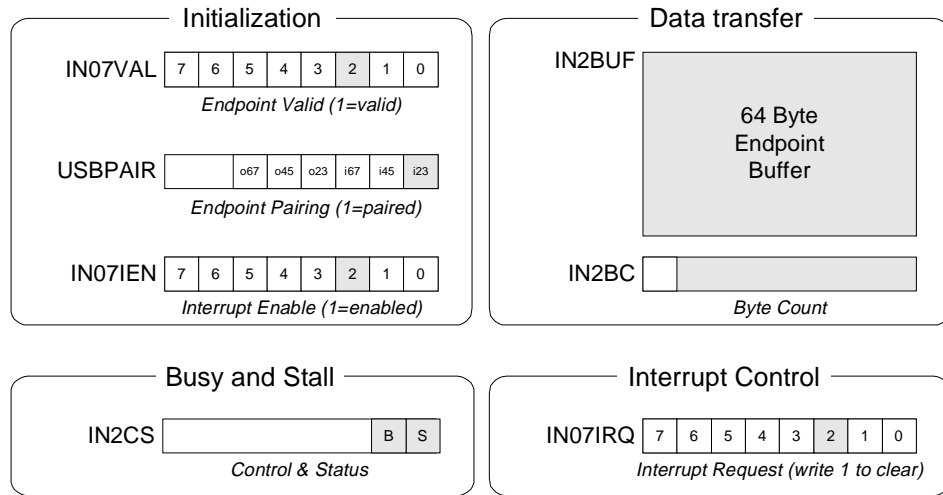 Initialization
IN07VAL 7 6 5 4 3 2 1 0
Endpoint Valid (1=valid)
USBPAIR o67 o45 o23 i67 i45 i23
Endpoint Pairing (1=paired)
IN07IEN 7 6 5 4 3 2 1 0
Interrupt Enable (1=enabled)
Data transfer
IN2BUF
64 Byte
Endpoint
Buffer
IN2BC
Byte Count
Busy and Stall
IN2CS B S
Control & Status
Interrupt Control
IN07IRQ 7 6 5 4 3 2 1 0
Interrupt Request (write 1 to clear)